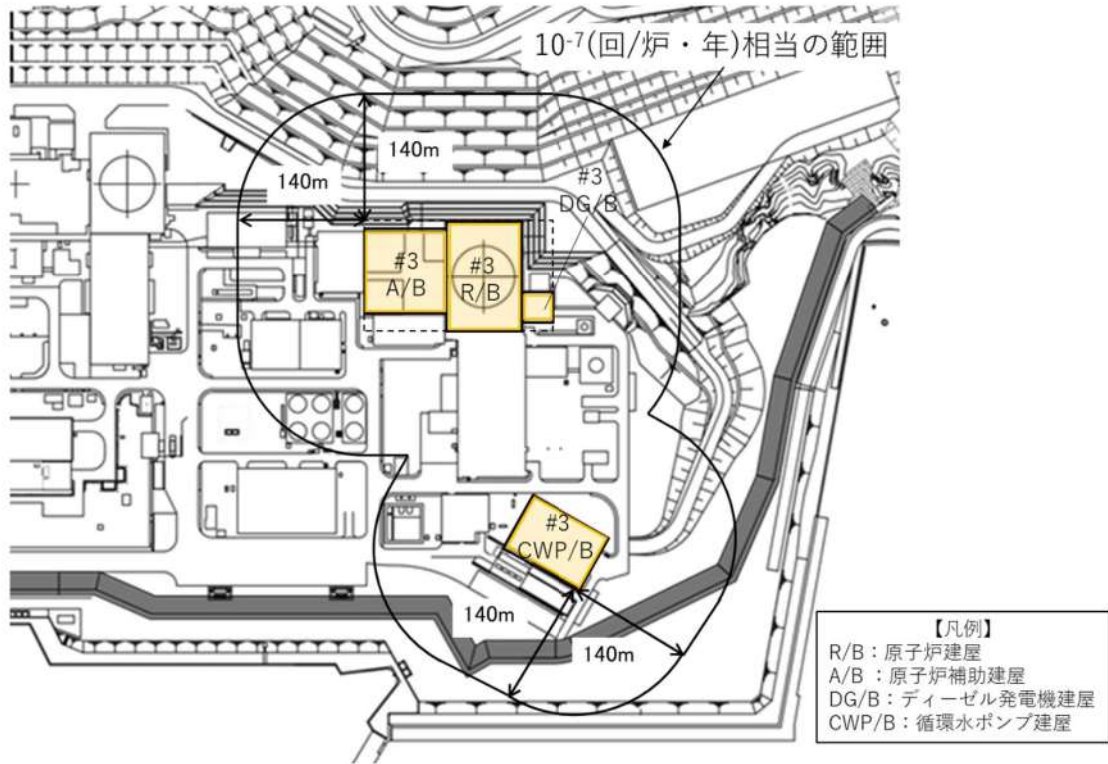 10⁻⁷(回/炉・年)相当の範囲
140m
140m
#3
DG/B
#3
A/B
#3
R/B
#3
CWP/B
140m
140m
【凡例】
R/B：原子炉建屋
A/B ：原子炉補助建屋
DG/B：ディーゼル発電機建屋
CWP/B：循環水ポンプ建屋